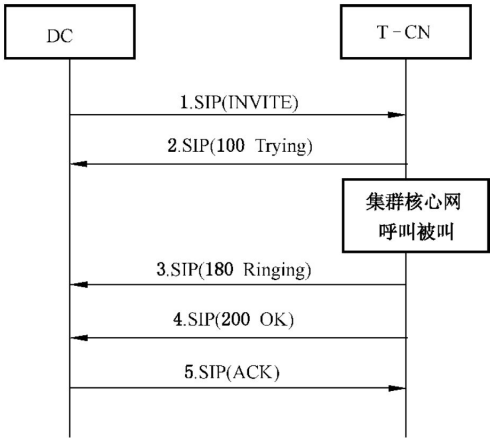 DC
T-CN
1.SIP(INVITE)
2.SIP(100 Trying)
集群核心网
呼叫被叫
3.SIP(180 Ringing)
4.SIP(200 OK)
5.SIP(ACK)